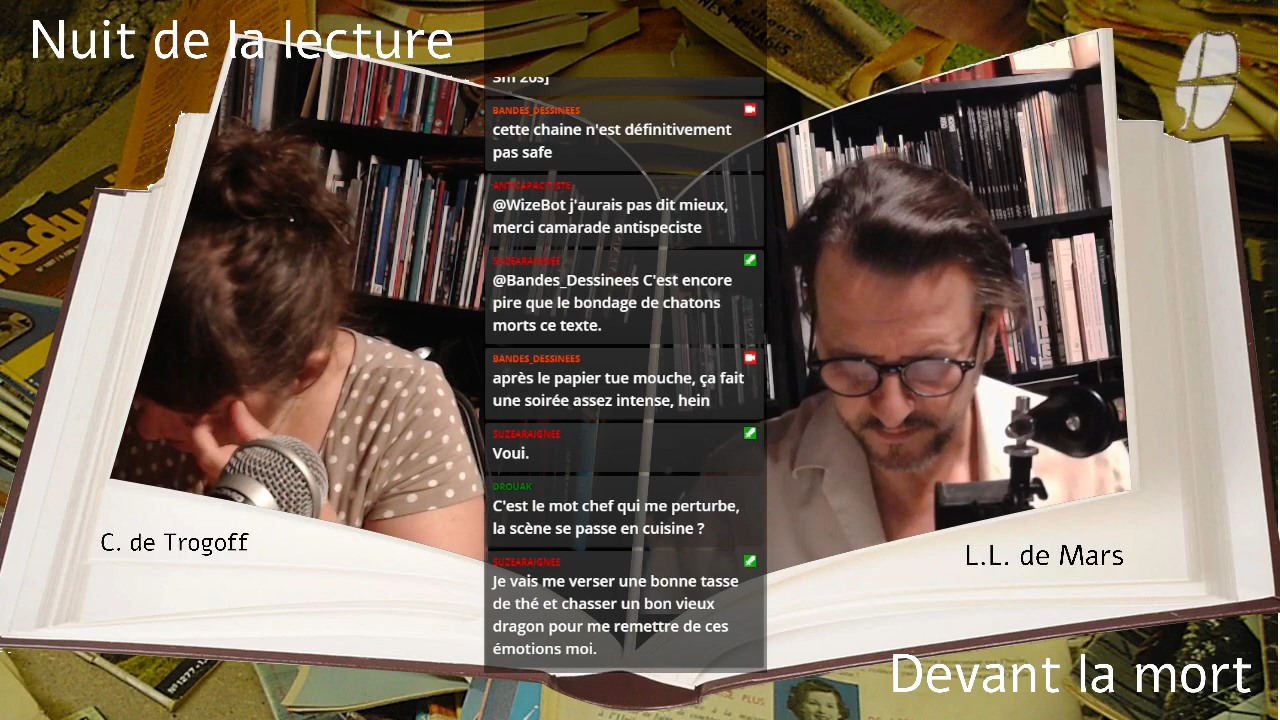 Nuit de la lecture
5m 20s]
BANDES_DESSINEES
cette chaine n'est définitivement
pas safe
ANTICAPACITISTE
@WizeBot j'aurais pas dit mieux,
merci camarade antispeciste
SUZEARAIGNEE
@Bandes_Dessinees C'est encore
pire que le bondage de chatons
morts ce texte.
BANDES_DESSINEES
après le papier tue mouche, ça fait
une soirée assez intense, hein
SUZEARAIGNEE
Voui.
DROUAK
C'est le mot chef qui me perturbe,
la scène se passe en cuisine ?
SUZEARAIGNEE
Je vais me verser une bonne tasse
de thé et chasser un bon vieux
dragon pour me remettre de ces
émotions moi.
C. de Trogoff
L.L. de Mars
Devant la mort